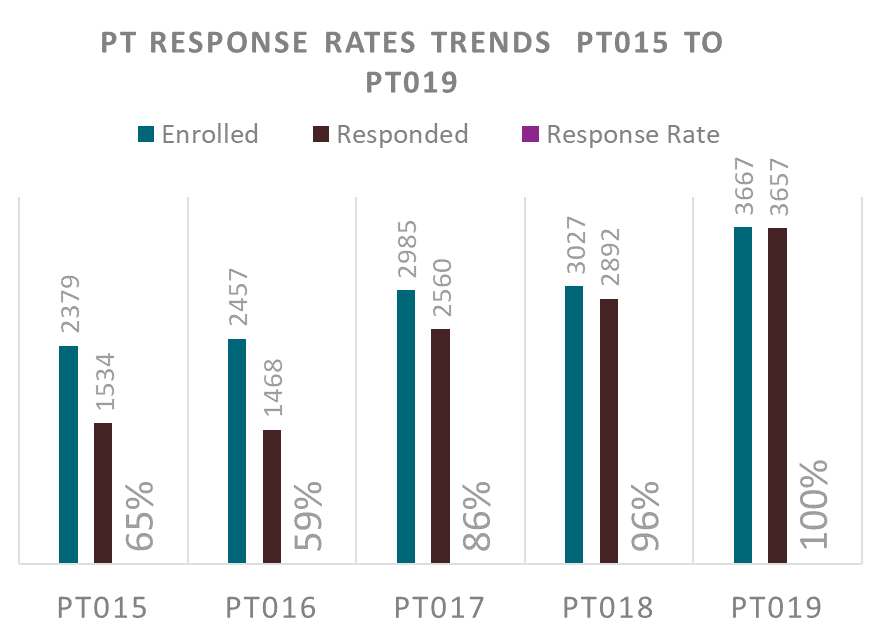 PT RESPONSE RATES TRENDS PT015 TO
PT019
Enrolled Responded Response Rate
2379 1534 65%
2457 1468 59%
2985 2560 86%
3027 2892 96%
3667 3657 100%
PT015 PT016 PT017 PT018 PT019